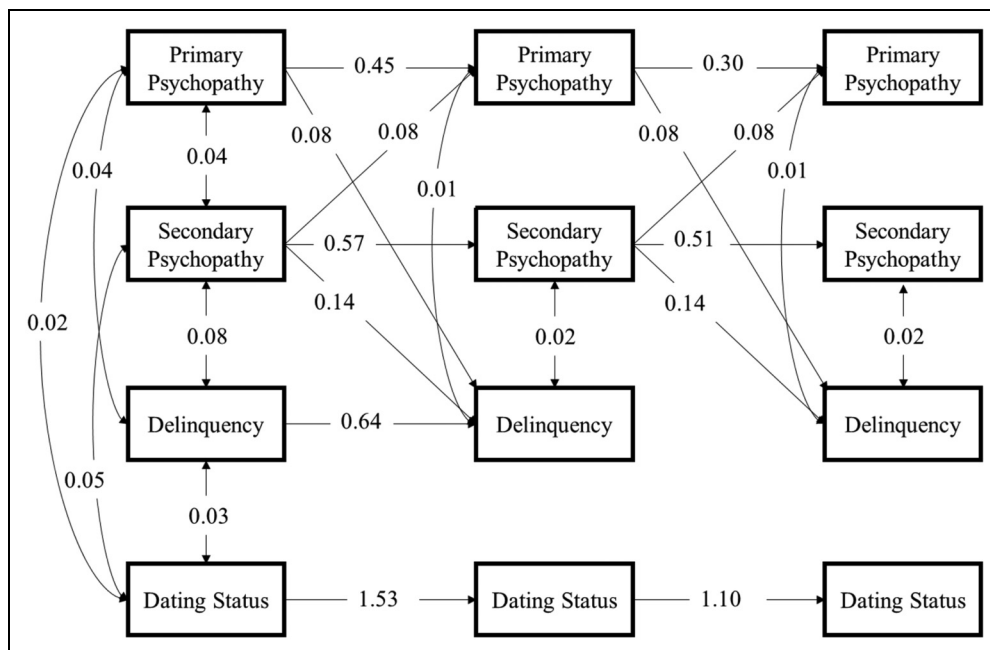 Primary
Psychopathy
0.45
Primary
Psychopathy
0.30
Primary
Psychopathy
0.08
0.08
0.08
0.08
0.04
0.04
0.01
0.01
Secondary
Psychopathy
0.57
Secondary
Psychopathy
0.51
Secondary
Psychopathy
0.14
0.14
0.02
0.08
0.02
0.02
Delinquency
0.64
Delinquency
Delinquency
0.05
0.03
Dating Status
1.53
Dating Status
1.10
Dating Status